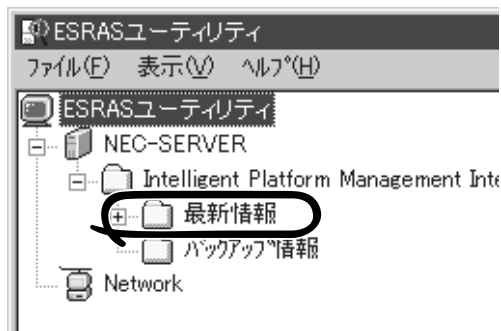 ESRASユーティリティ
ファイル(F) 表示(V) ヘルプ(H)
ESRASユーティリティ
NEC-SERVER
Intelligent Platform Management Inte
最新情報
バックアップ情報
Network